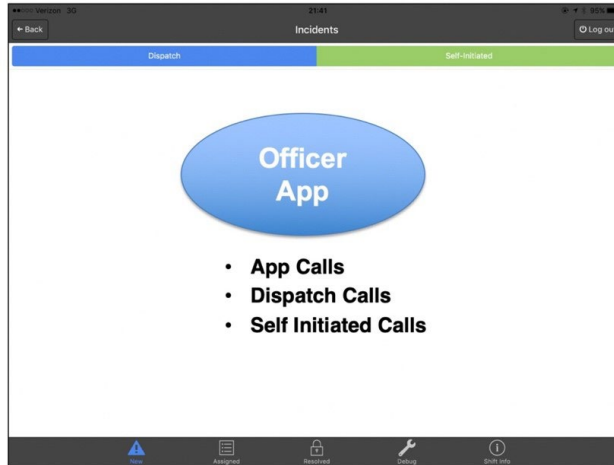 Verizon 3G
21:41
95%
Back
Incidents
Log ou
Dispatch
Self-Initiated
Officer
App
• App Calls
• Dispatch Calls
• Self Initiated Calls
New
Assigned
Resolved
Debug
Shift Info